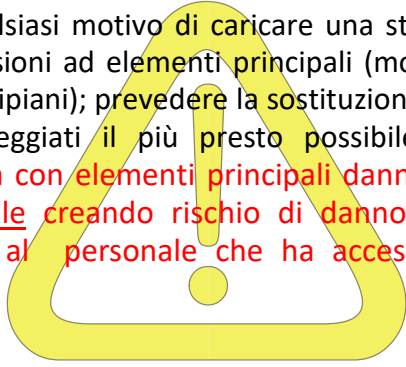 lsiasi motivo di caricare una st
sioni ad elementi principali (mo
ipiani); prevedere la sostituzion
eggiati il più presto possibile
con elementi principali dann
le creando rischio di danno
al personale che ha acces